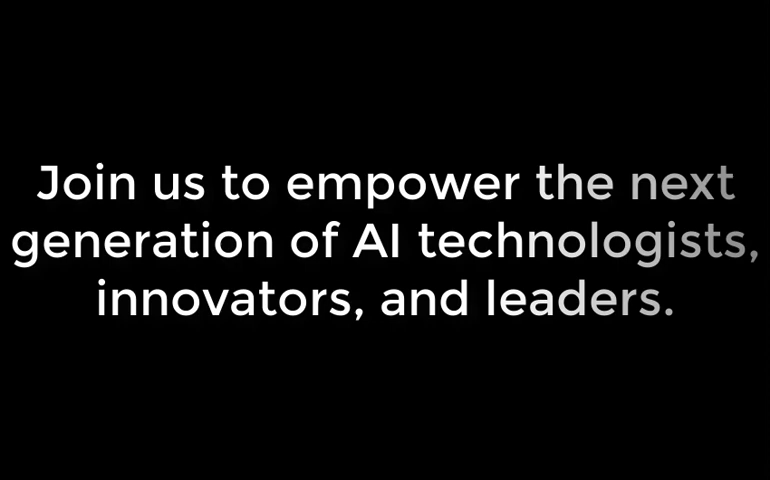 Join us to empower the next
generation of AI technologists,
innovators, and leaders.